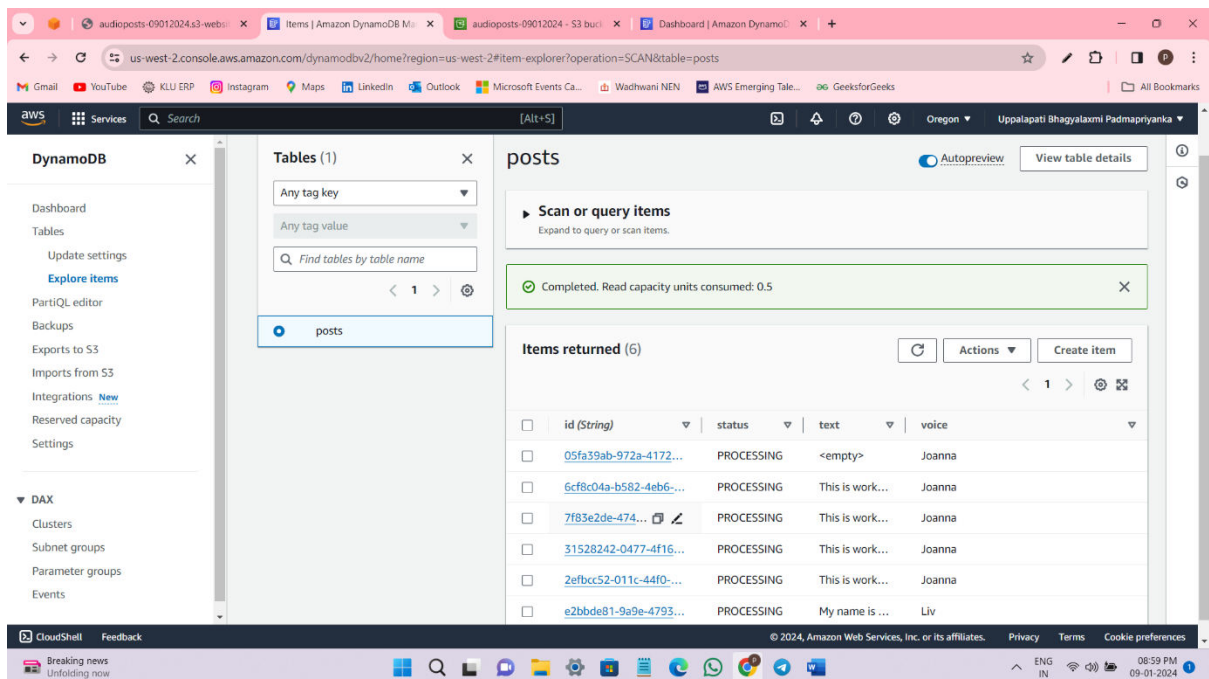 audioposts-09012024.s3-websit
Items | Amazon DynamoDB Ma
audioposts-09012024 - S3 buck
Dashboard | Amazon DynamoD
us-west-2.console.aws.amazon.com/dynamodbv2/home?region=us-west-2#item-explorer?operation=SCAN&table=posts
P
Gmail YouTube KLU ERP Instagram Maps LinkedIn Outlook Microsoft Events Ca... Wadhwani NEN AWS Emerging Tale... GeeksforGeeks All Bookmarks
aws Services Search [Alt+S] Oregon Uppalapati Bhagyalaxmi Padmapriyanka
DynamoDB
Dashboard
Tables
Update settings
Explore items
PartiQL editor
Backups
Exports to S3
Imports from S3
Integrations New
Reserved capacity
Settings
DAX
Clusters
Subnet groups
Parameter groups
Events
Tables (1)
Any tag key
Any tag value
Find tables by table name
1
posts
posts
Autopreview View table details
Scan or query items
Expand to query or scan items.
Completed. Read capacity units consumed: 0.5
Items returned (6) Actions Create item
1
id (String) status text voice
05fa39ab-972a-4172... PROCESSING <empty> Joanna
6cf8c04a-b582-4eb6-... PROCESSING This is work... Joanna
7f83e2de-474... PROCESSING This is work... Joanna
31528242-0477-4f16... PROCESSING This is work... Joanna
2efbcc52-011c-44f0-... PROCESSING This is work... Joanna
e2bbde81-9a9e-4793... PROCESSING My name is ... Liv
CloudShell Feedback © 2024, Amazon Web Services, Inc. or its affiliates. Privacy Terms Cookie preferences
Breaking news
Unfolding now
ENG
IN
08:59 PM
09-01-2024
1